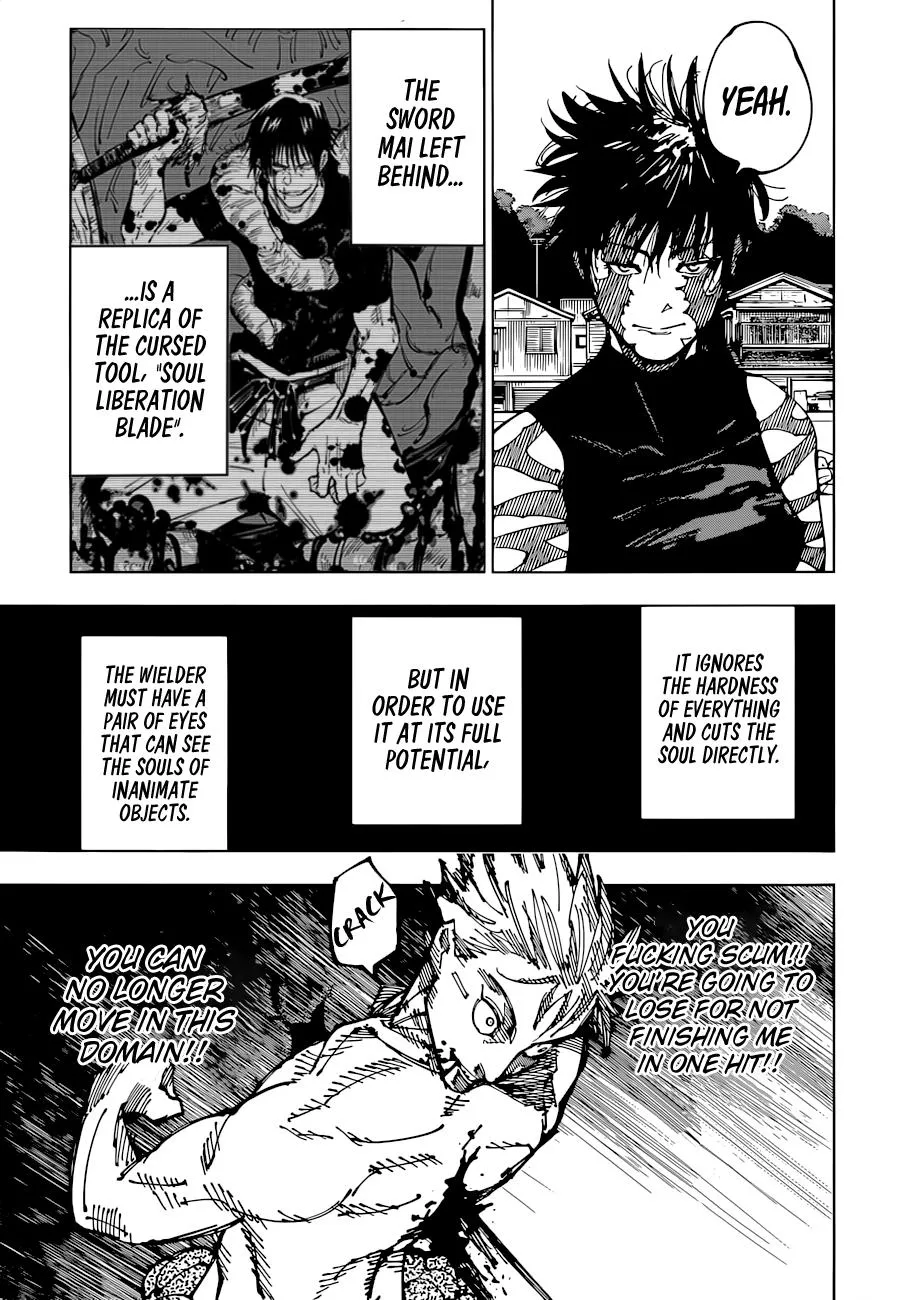 YEAH.
THE
SWORD
MAI LEFT
BEHIND...
...IS A
REPLICA OF
THE CURSED
TOOL, "SOUL
LIBERATION
BLADE".
IT IGNORES
THE HARDNESS
OF EVERYTHING
AND CUTS THE
SOUL DIRECTLY.
BUT IN
ORDER TO USE
IT AT ITS FULL
POTENTIAL,
THE WIELDER
MUST HAVE A
PAIR OF EYES
THAT CAN SEE
THE SOULS OF
INANIMATE
OBJECTS.
YOU
FUCKING SCUM!!
YOU'RE GOING TO
LOSE FOR NOT
FINISHING ME
IN ONE HIT!!
CRACK
YOU CAN
NO LONGER
MOVE IN THIS
DOMAIN!!